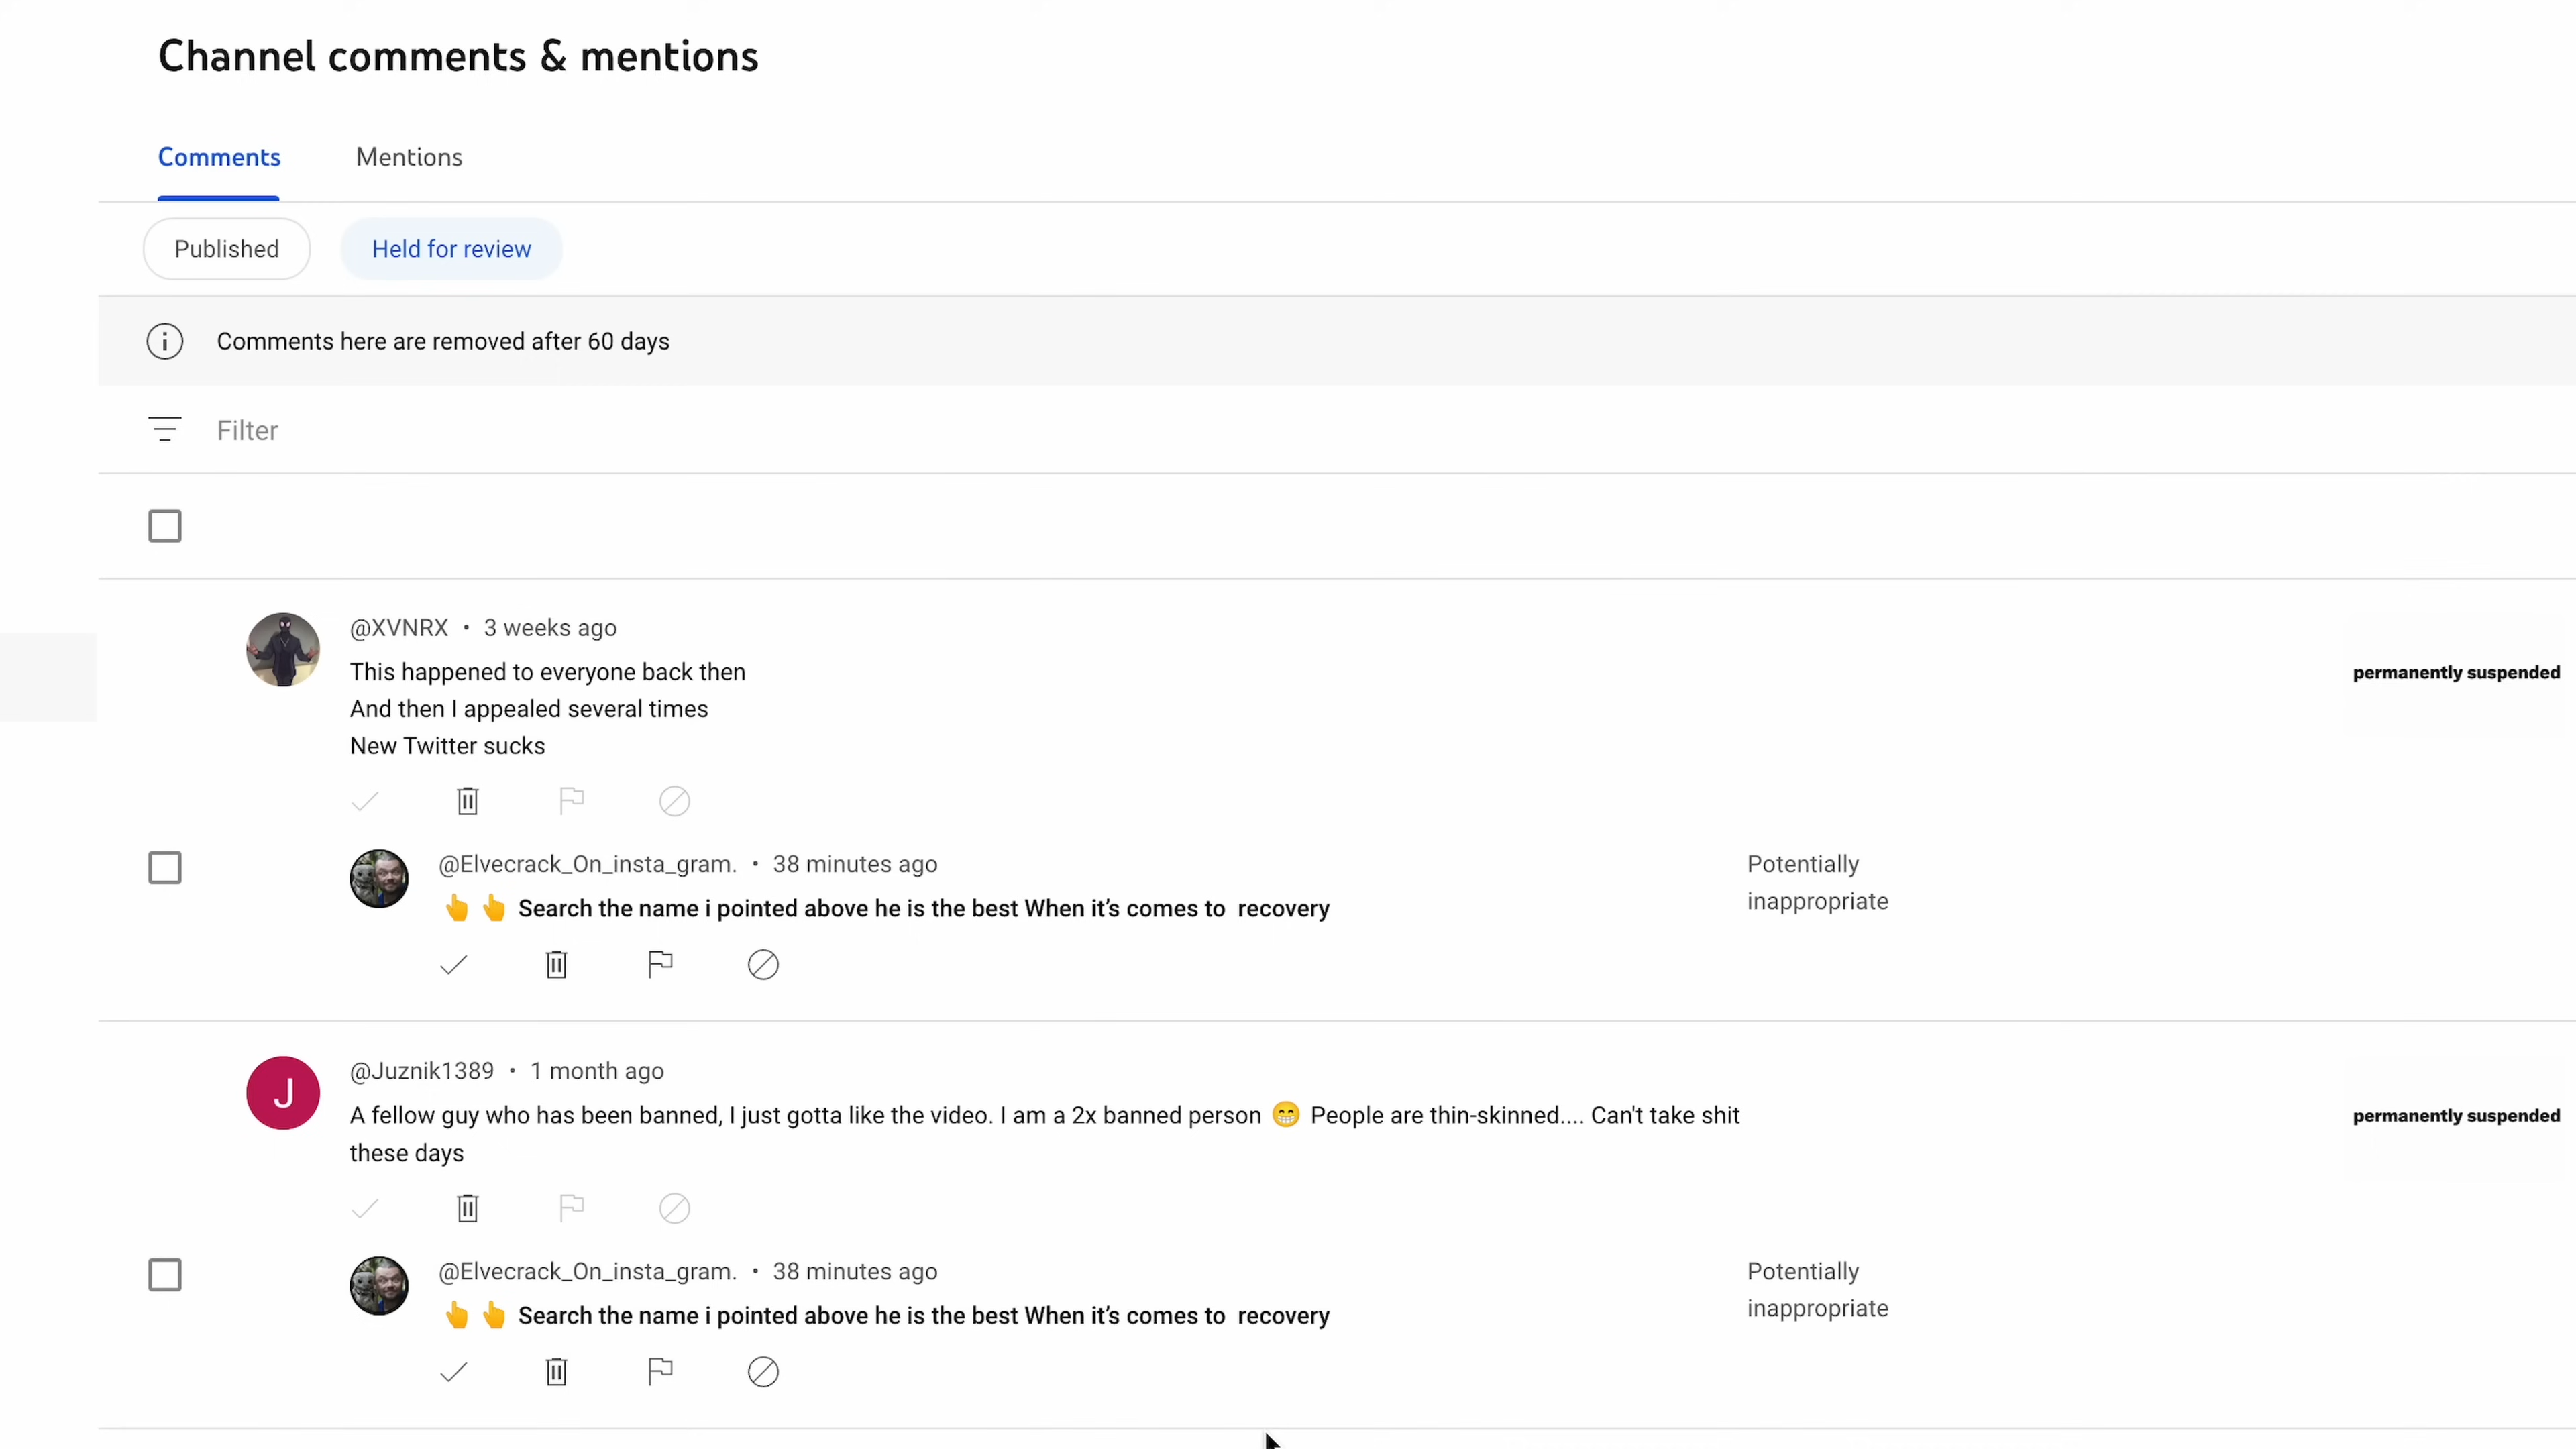 Channel comments & mentions
Comments Mentions
Published Held for review
Comments here are removed after 60 days
Filter
@XVNRX • 3 weeks ago
This happened to everyone back then
permanently suspended
And then I appealed several times
New Twitter sucks
@Elvecrack_On_insta_gram. • 38 minutes ago
Potentially
inappropriate
👆 👆 Search the name i pointed above he is the best When it’s comes to recovery
J
@Juznik1389 • 1 month ago
A fellow guy who has been banned, I just gotta like the video. I am a 2x banned person 😁 People are thin-skinned.... Can't take shit
these days
permanently suspended
@Elvecrack_On_insta_gram. • 38 minutes ago
Potentially
inappropriate
👆 👆 Search the name i pointed above he is the best When it’s comes to recovery